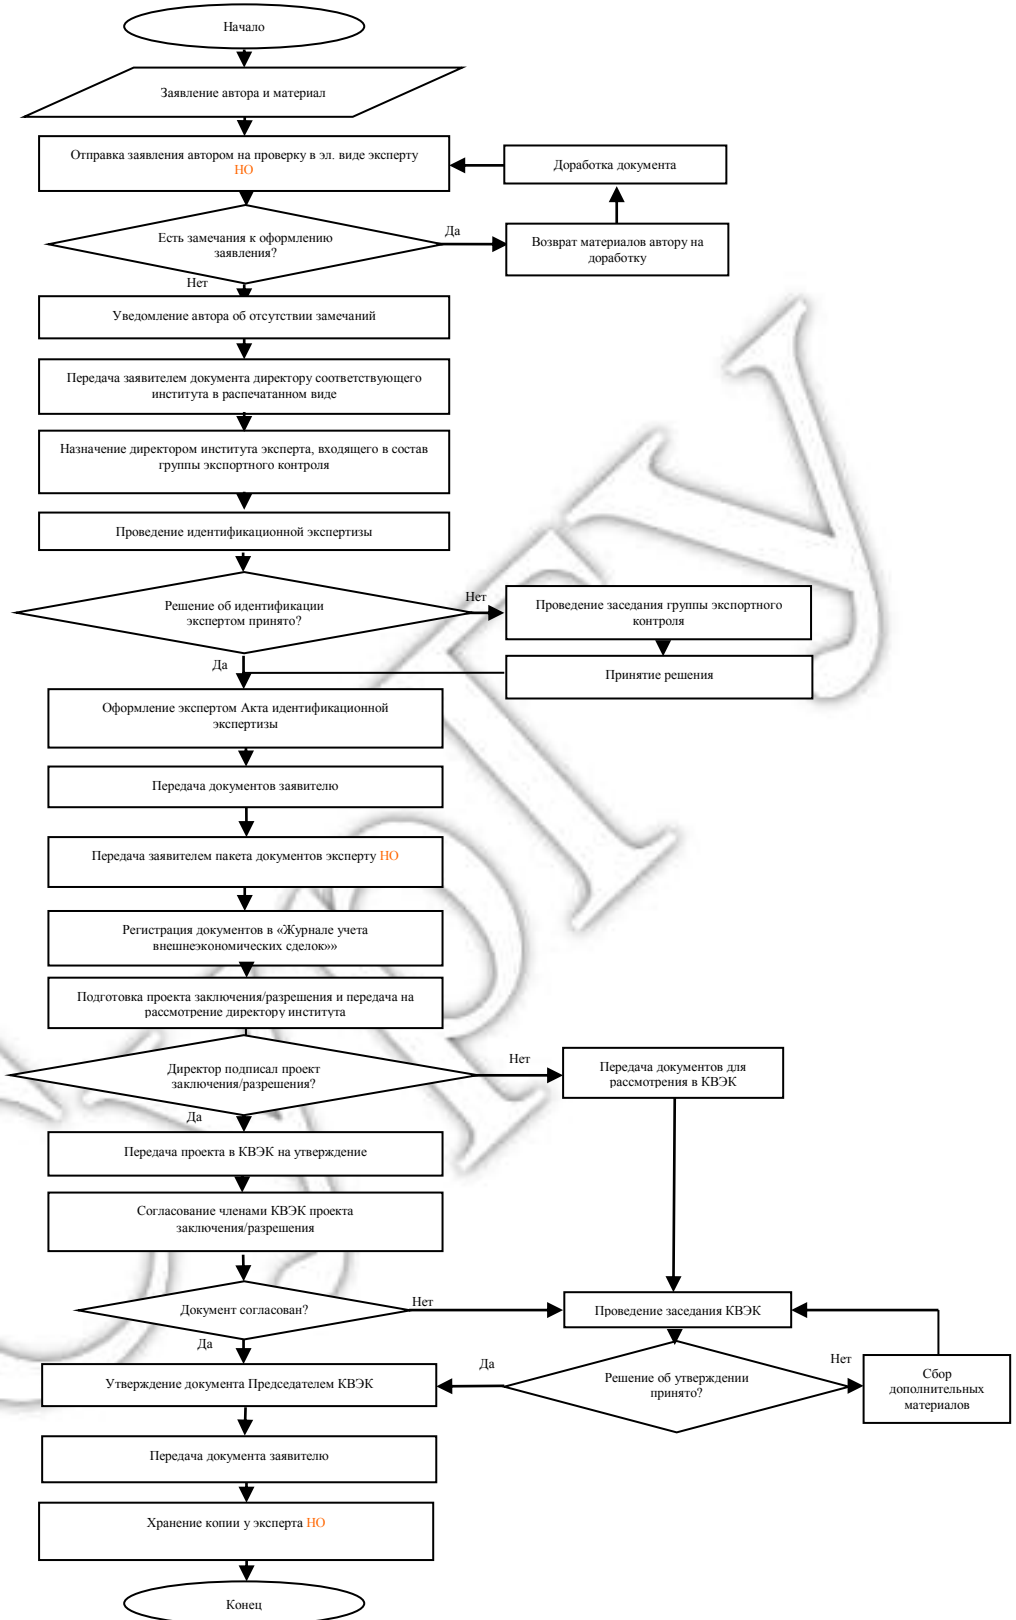 Начало
Заявление автора и материал
Отправка заявления автором на проверку в эл. виде эксперту
НО
Доработка документа
Есть замечания к оформлению
заявления?
Да
Возврат материалов автору на
доработку
Нет
Уведомление автора об отсутствии замечаний
Передача заявителем документа директору соответствующего
института в распечатанном виде
Назначение директором института эксперта, входящего в состав
группы экспортного контроля
Проведение идентификационной экспертизы
Решение об идентификации
экспертом принято?
Нет
Проведение заседания группы экспортного
контроля
Да
Принятие решения
Оформление экспертом Акта идентификационной
экспертизы
Передача документов заявителю
Передача заявителем пакета документов эксперту НО
Регистрация документов в «Журнале учета
внешнеэкономических сделок»»
Подготовка проекта заключения/разрешения и передача на
рассмотрение директору института
Директор подписал проект
заключения/разрешения?
Нет
Передача документов для
рассмотрения в КВЭК
Да
Передача проекта в КВЭК на утверждение
Согласование членами КВЭК проекта
заключения/разрешения
Документ согласован?
Нет
Проведение заседания КВЭК
Да
Утверждение документа Председателем КВЭК
Да
Решение об утверждении
принято?
Нет
Сбор
дополнительных
материалов
Передача документа заявителю
Хранение копии у эксперта НО
Конец